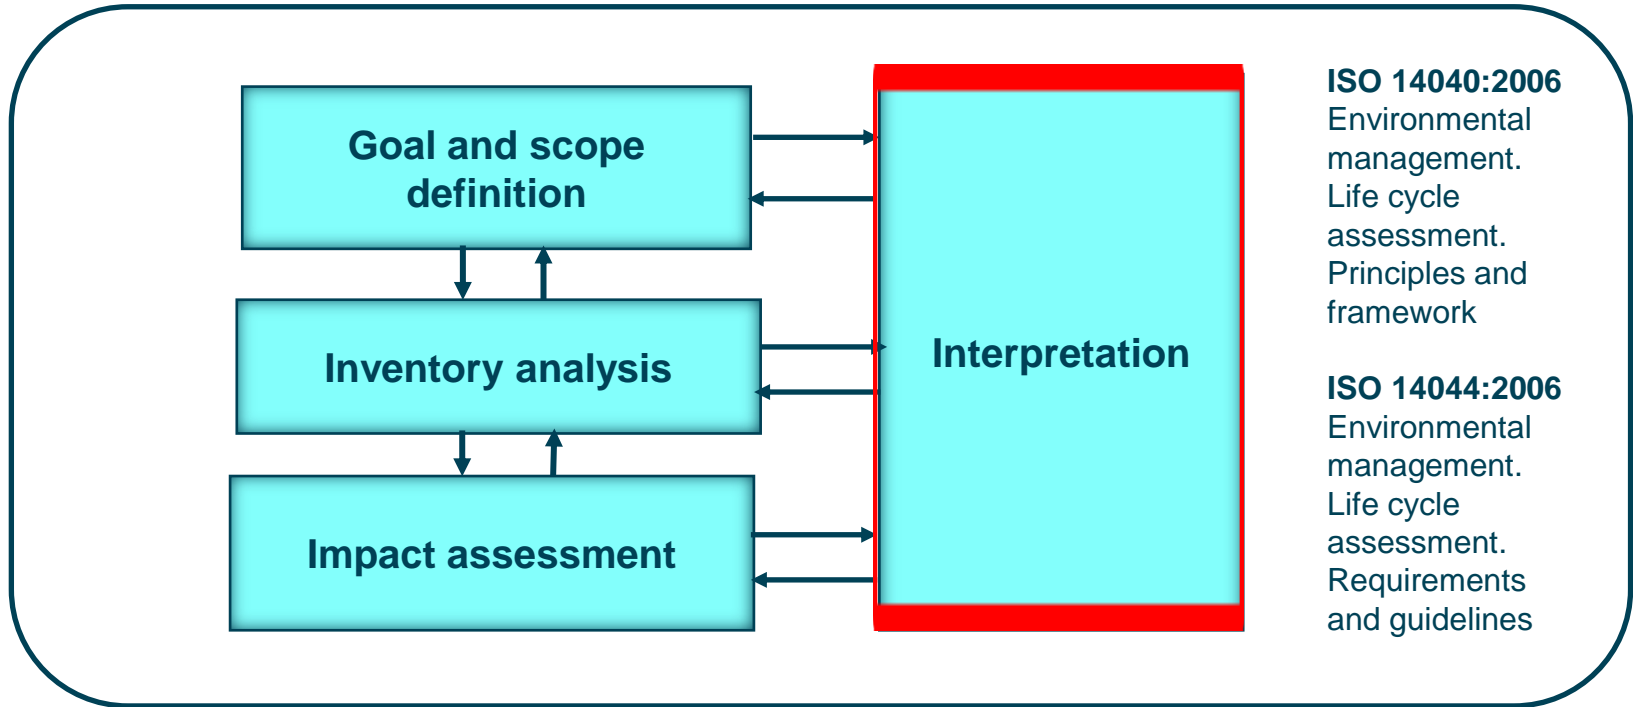 Goal and scope
definition
Inventory analysis
Impact assessment
Interpretation
ISO 14040:2006
Environmental
management.
Life cycle
assessment.
Principles and
framework
ISO 14044:2006
Environmental
management.
Life cycle
assessment.
Requirements
and guidelines